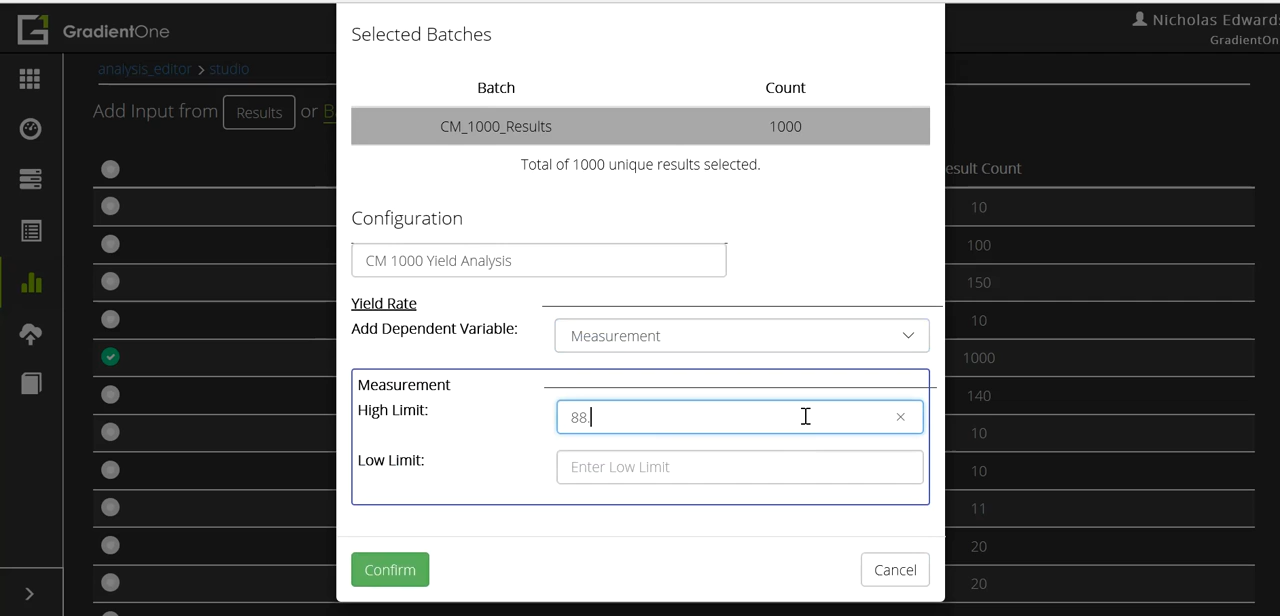 GradientOne
Nicholas Edward
GradientOn
analysis_editor > studio
Add Input from Results or B
Selected Batches
Batch Count
CM_1000_Results 1000
Total of 1000 unique results selected.
Configuration
CM 1000 Yield Analysis
Yield Rate
Add Dependent Variable: Measurement
Measurement
High Limit: 88.
Low Limit: Enter Low Limit
Confirm Cancel
esult Count
10
100
150
10
1000
140
10
10
11
20
20